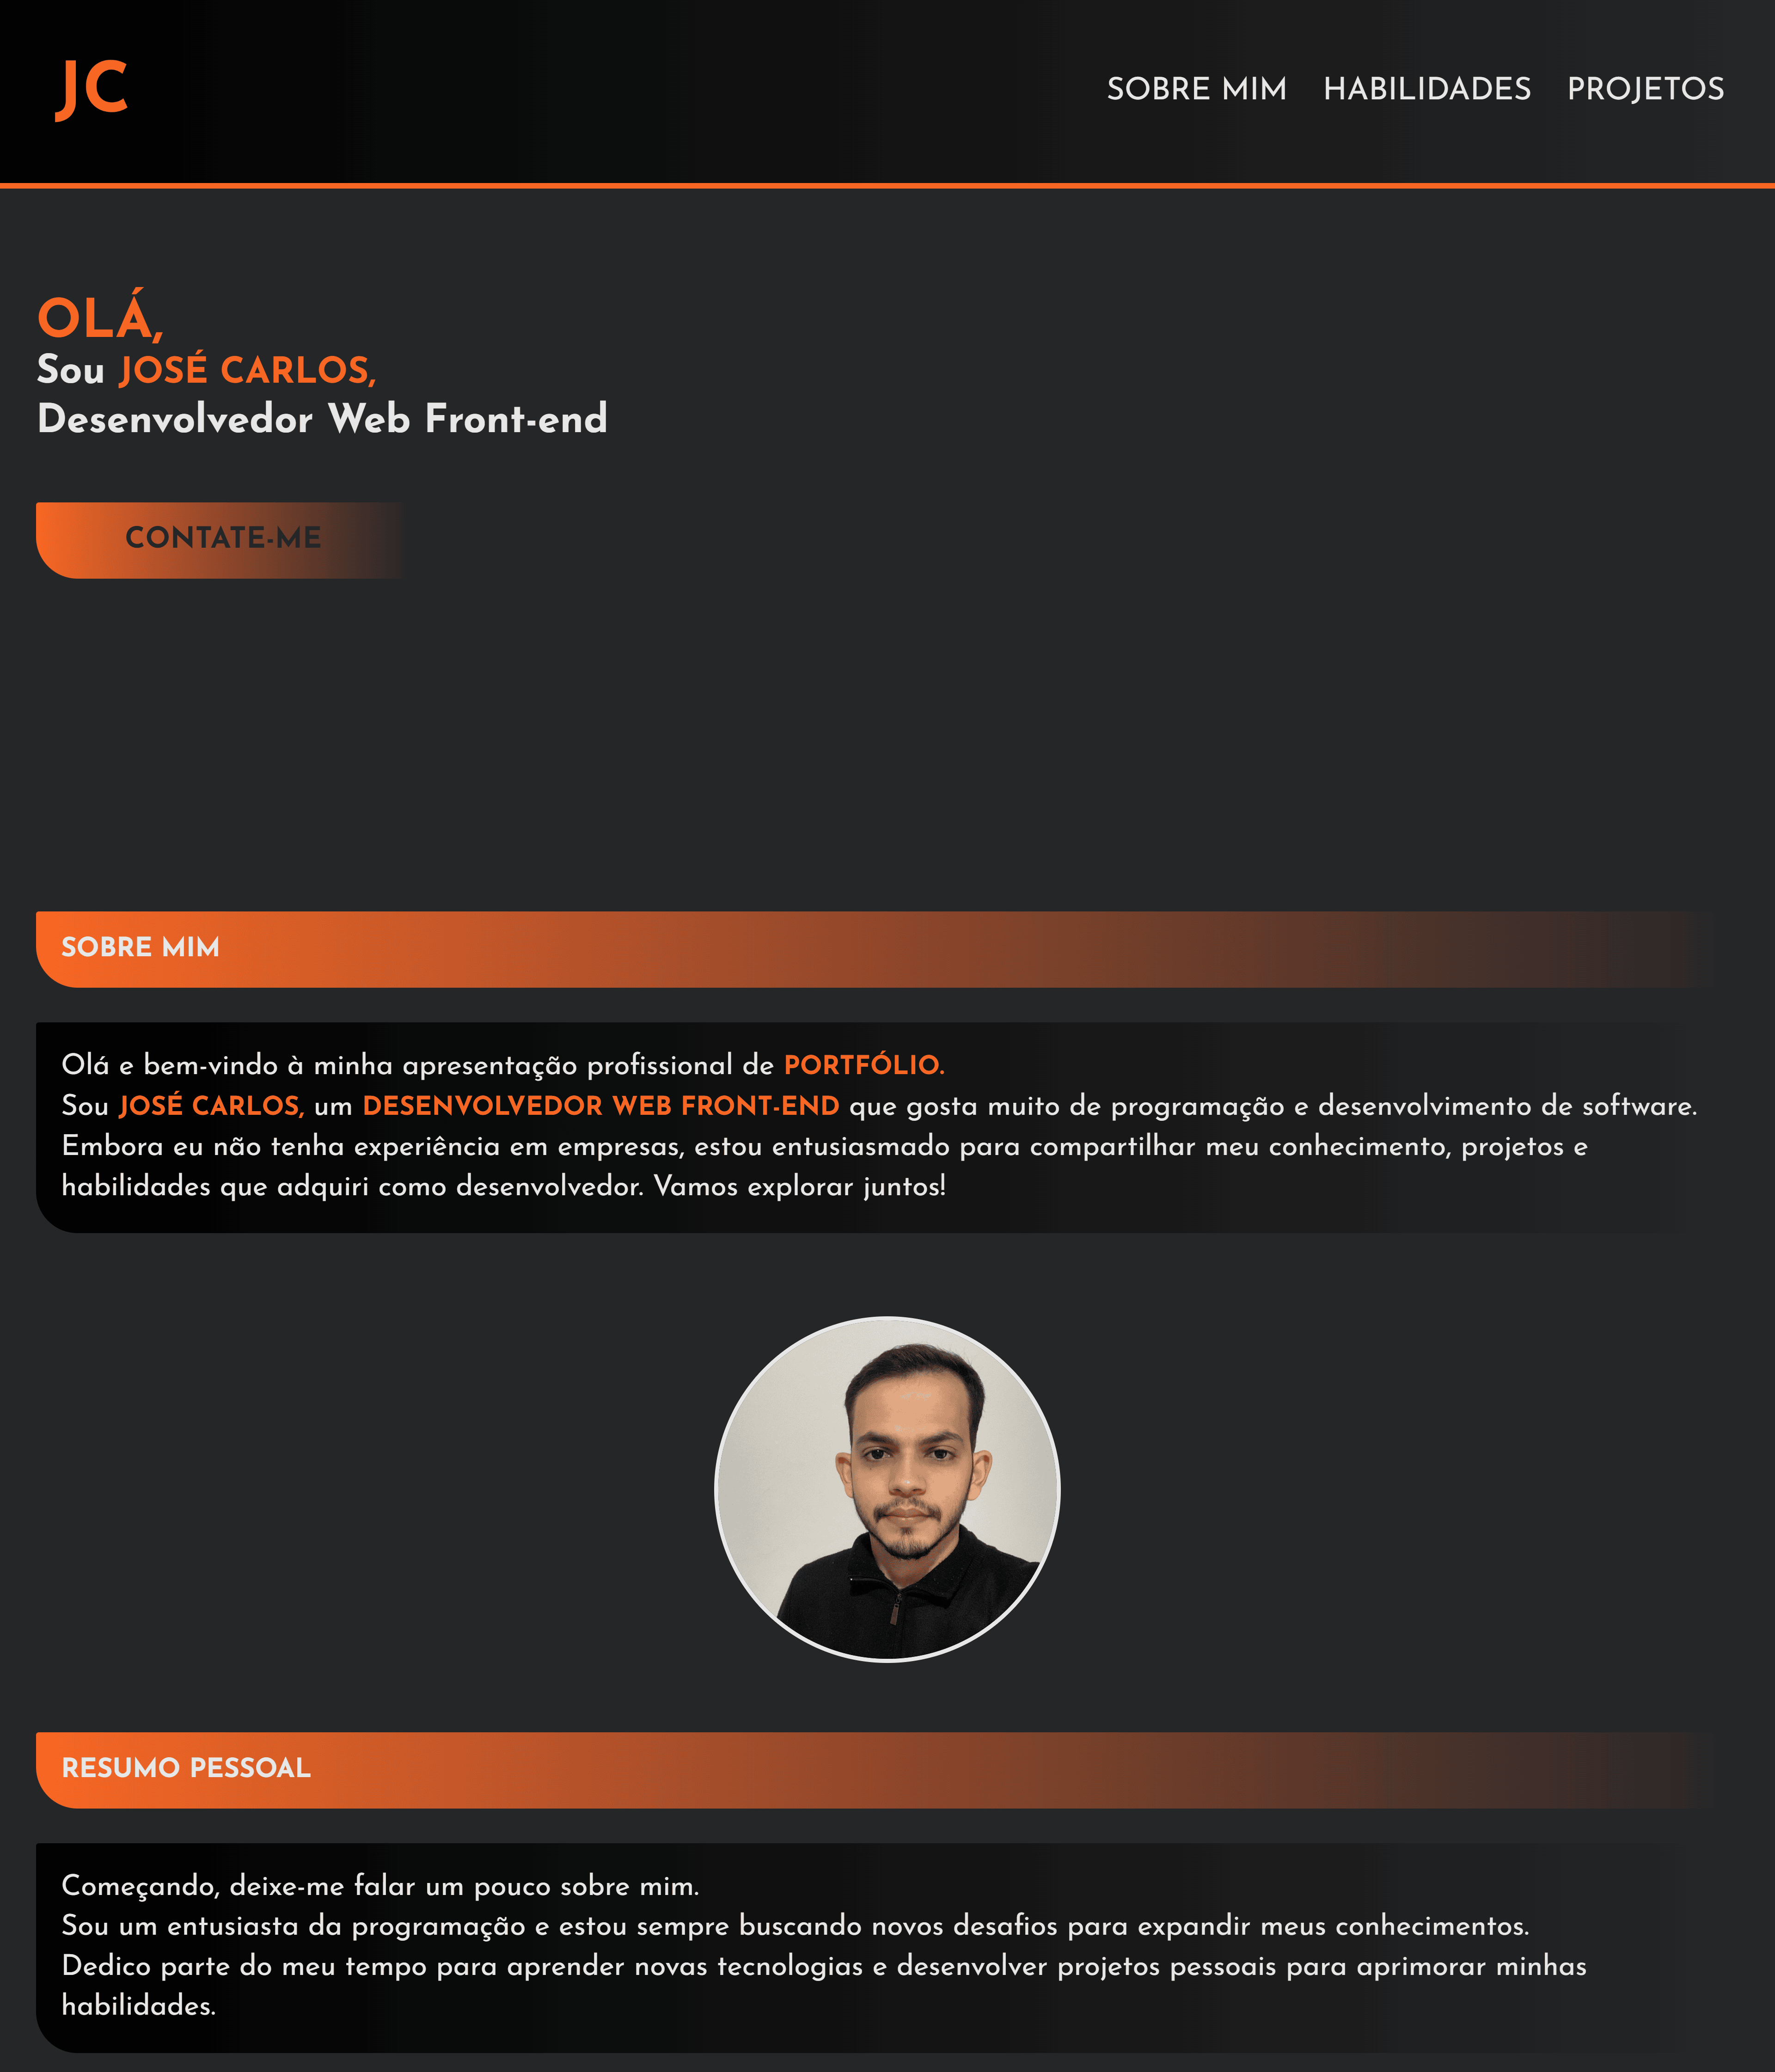 JC
SOBRE MIM HABILIDADES PROJETOS
OLÁ,
Sou JOSÉ CARLOS,
Desenvolvedor Web Front-end
CONTATE-ME
SOBRE MIM
Olá e bem-vindo à minha apresentação profissional de PORTFÓLIO.
Sou JOSÉ CARLOS, um DESENVOLVEDOR WEB FRONT-END que gosta muito de programação e desenvolvimento de software.
Embora eu não tenha experiência em empresas, estou entusiasmado para compartilhar meu conhecimento, projetos e
habilidades que adquiri como desenvolvedor. Vamos explorar juntos!
RESUMO PESSOAL
Começando, deixe-me falar um pouco sobre mim.
Sou um entusiasta da programação e estou sempre buscando novos desafios para expandir meus conhecimentos.
Dedico parte do meu tempo para aprender novas tecnologias e desenvolver projetos pessoais para aprimorar minhas
habilidades.